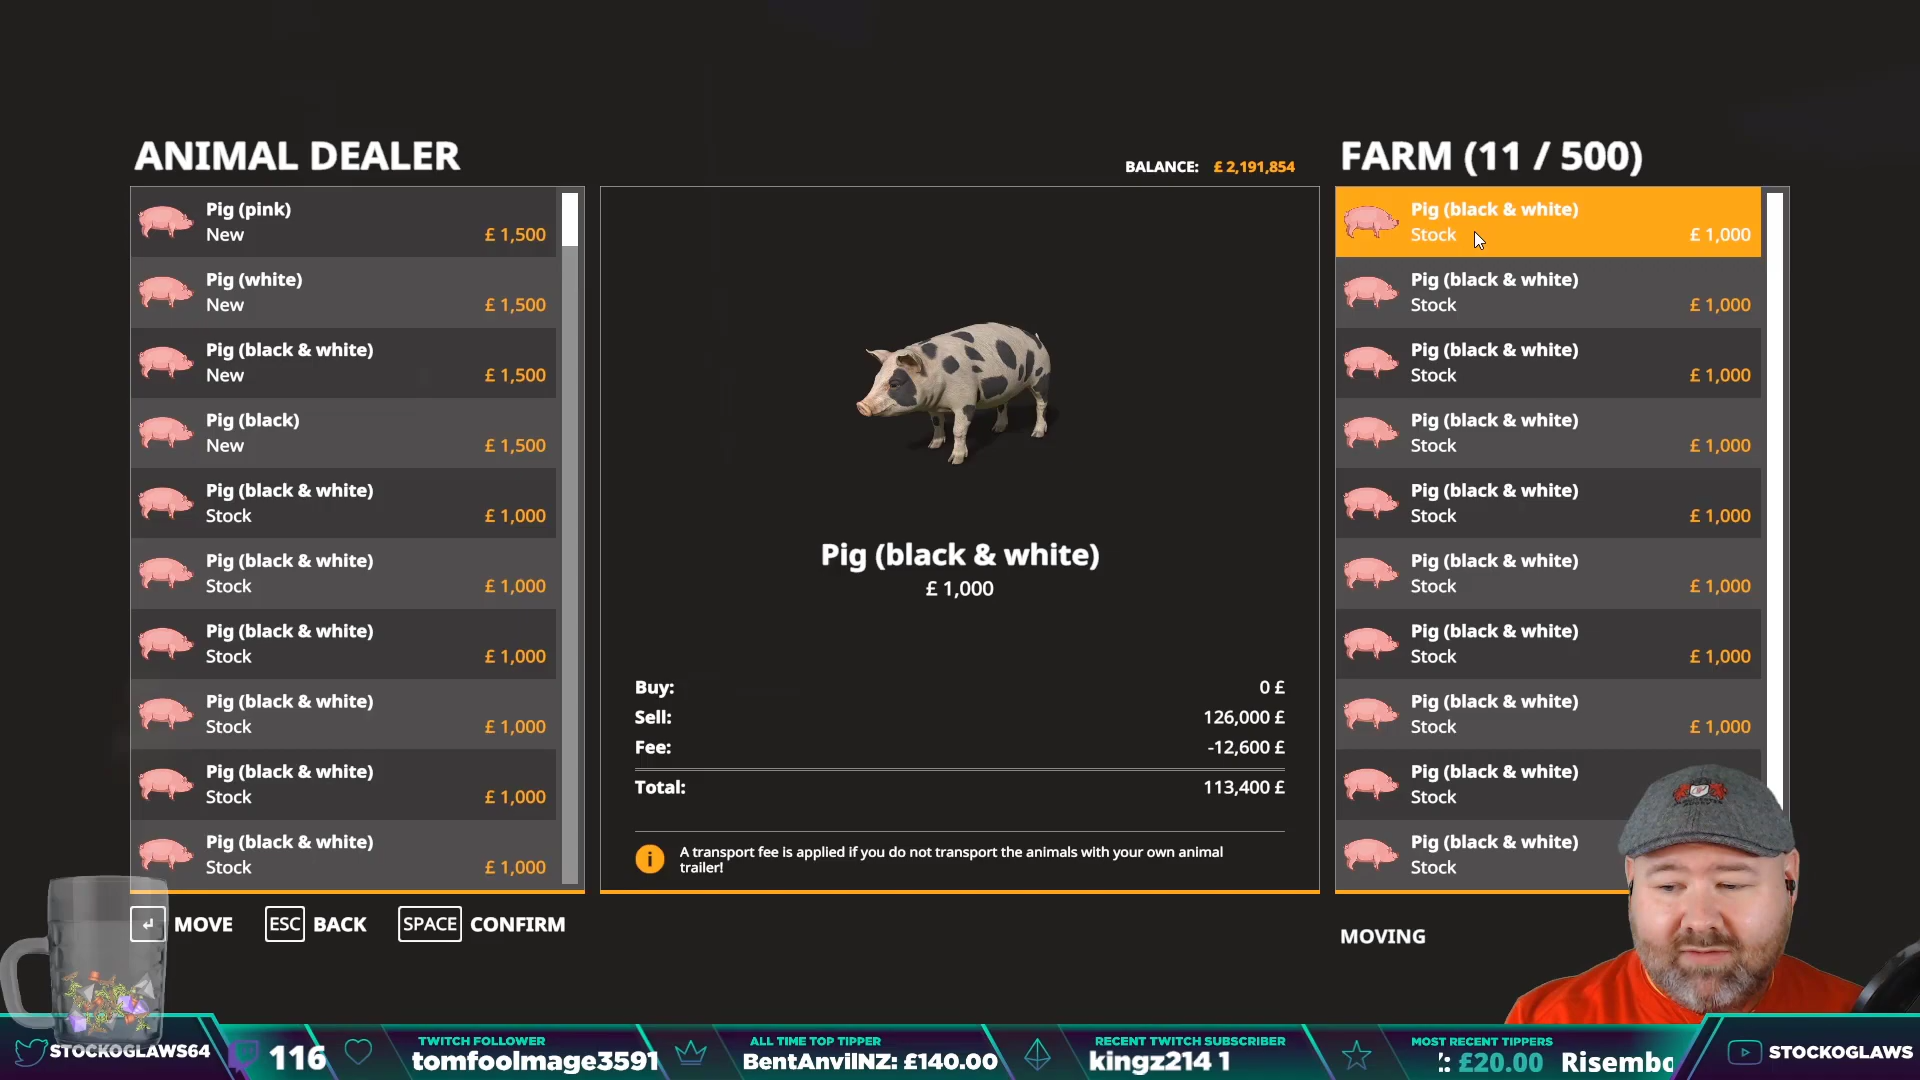 ANIMAL DEALER
BALANCE: £ 2,191,854
FARM (11 / 500)
Pig (pink)
New £ 1,500
Pig (white)
New £ 1,500
Pig (black & white)
New £ 1,500
Pig (black)
New £ 1,500
Pig (black & white)
Stock £ 1,000
Pig (black & white)
Stock £ 1,000
Pig (black & white)
Stock £ 1,000
Pig (black & white)
Stock £ 1,000
Pig (black & white)
Stock £ 1,000
Pig (black & white)
Stock £ 1,000
Pig (black & white)
£ 1,000
Buy: 0 £
Sell: 126,000 £
Fee: -12,600 £
Total: 113,400 £
i
A transport fee is applied if you do not transport the animals with your own animal
trailer!
Pig (black & white)
Stock £ 1,000
Pig (black & white)
Stock £ 1,000
Pig (black & white)
Stock £ 1,000
Pig (black & white)
Stock £ 1,000
Pig (black & white)
Stock £ 1,000
Pig (black & white)
Stock £ 1,000
Pig (black & white)
Stock £ 1,000
Pig (black & white)
Stock £ 1,000
Pig (black & white)
Stock
Pig (black & white)
Stock
↵ MOVE ESC BACK SPACE CONFIRM
MOVING
STOCKOGLAWS64
116
TWITCH FOLLOWER
tomfoolmage3591
ALL TIME TOP TIPPER
BentAnvilNZ: £140.00
RECENT TWITCH SUBSCRIBER
kingz214 1
MOST RECENT TIPPERS
: £20.00 Risembo
STOCKOGLAWS